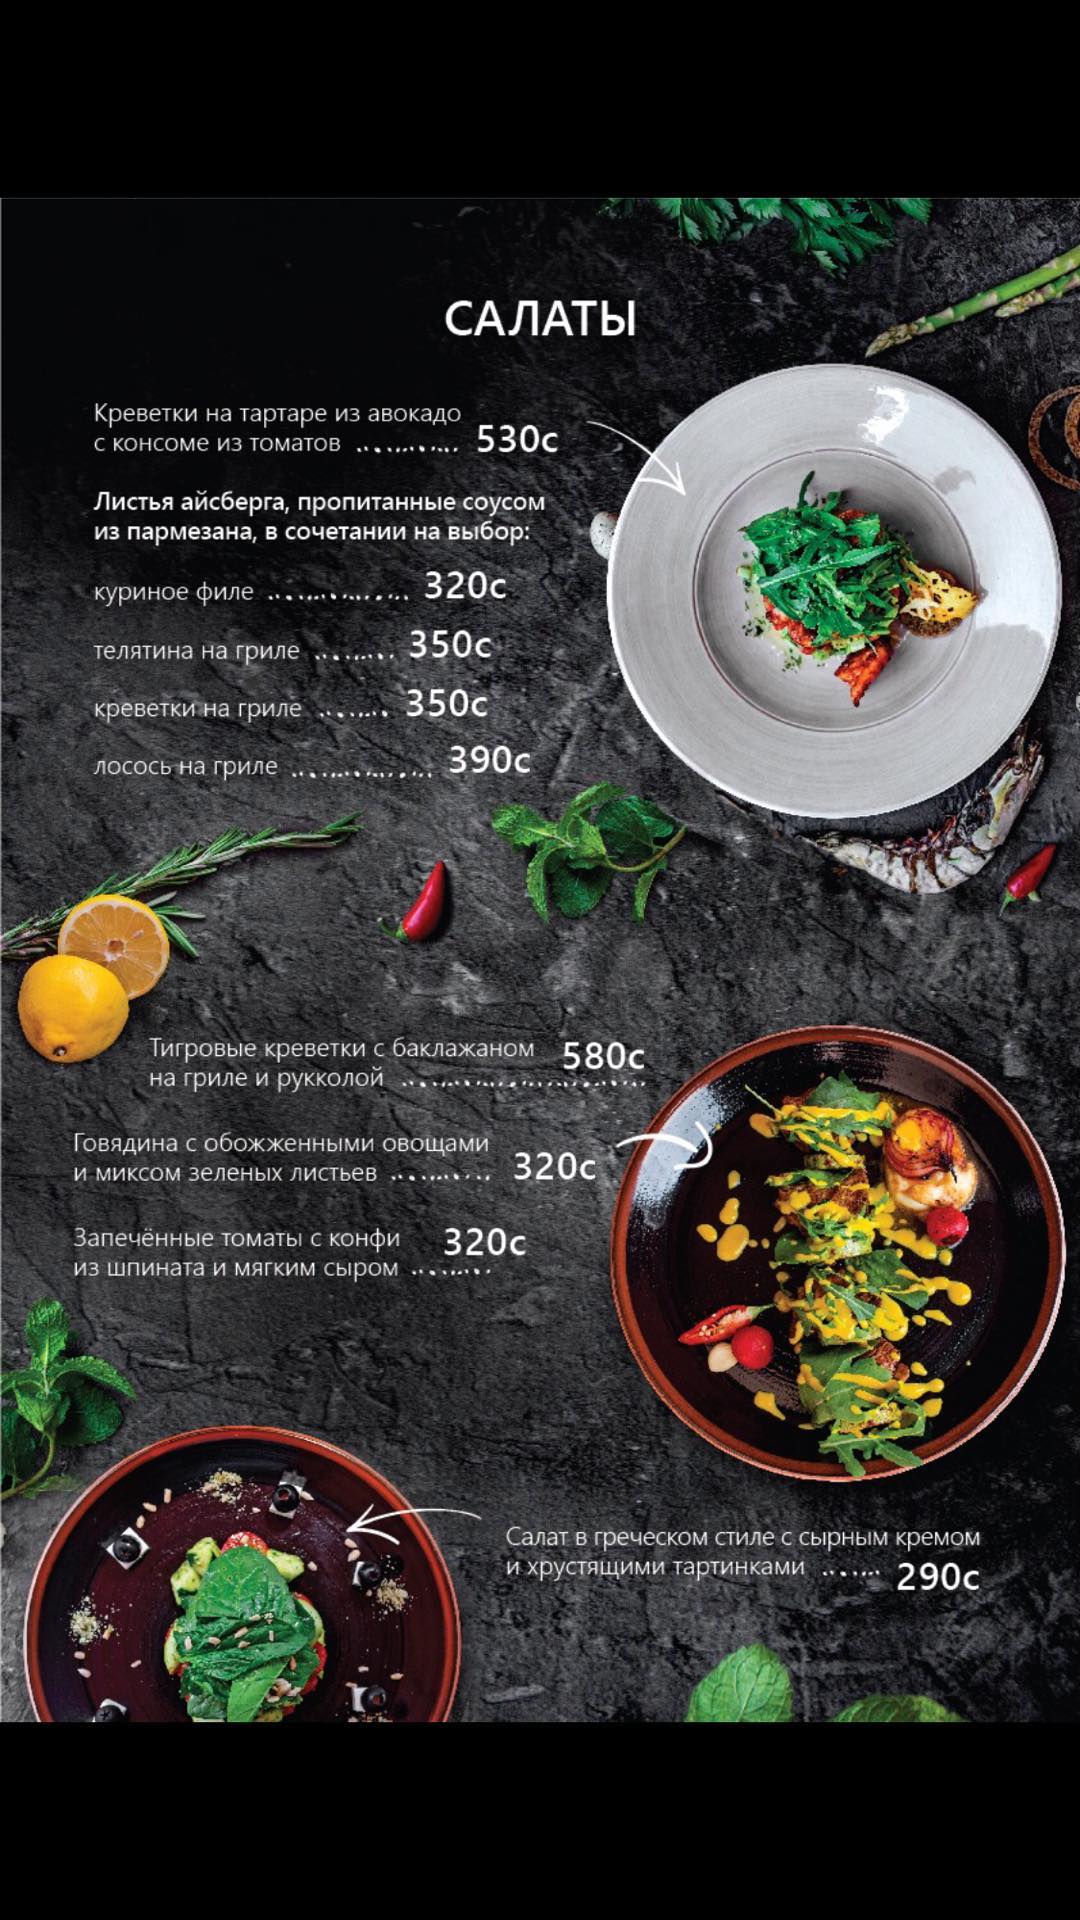 САЛАТЫ
Креветки на тартаре из авокадо
с консоме из томатов ............ 530с
Листья айсберга, пропитанные соусом
из пармезана, в сочетании на выбор:
куриное филе ................ 320с
телятина на гриле ......... 350с
креветки на гриле ........ 350с
лосось на гриле ................ 390с
Тигровые креветки с баклажаном 580с
на гриле и рукколой ............................
Говядина с обожженными овощами
и миксом зеленых листьев ............ 320с
Запечённые томаты с конфи 320с
из шпината и мягким сыром .........
Салат в греческом стиле с сырным кремом
и хрустящими тартинками ....... 290с